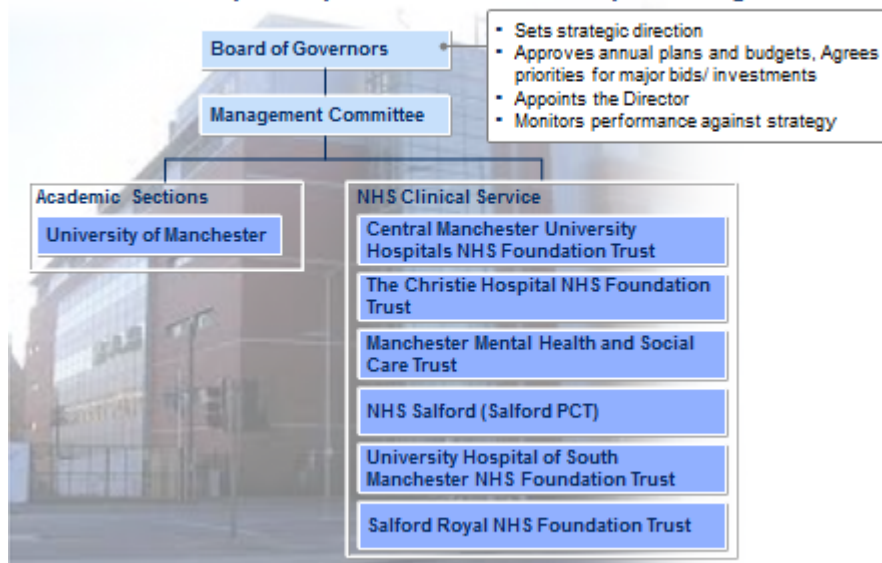 Board of Governors
• Sets strategic direction
• Approves annual plans and budgets, Agrees
priorities for major bids/ investments
• Appoints the Director
• Monitors performance against strategy
Management Committee
Academic Sections
University of Manchester
NHS Clinical Service
Central Manchester University
Hospitals NHS Foundation Trust
The Christie Hospital NHS Foundation
Trust
Manchester Mental Health and Social
Care Trust
NHS Salford (Salford PCT)
University Hospital of South
Manchester NHS Foundation Trust
Salford Royal NHS Foundation Trust